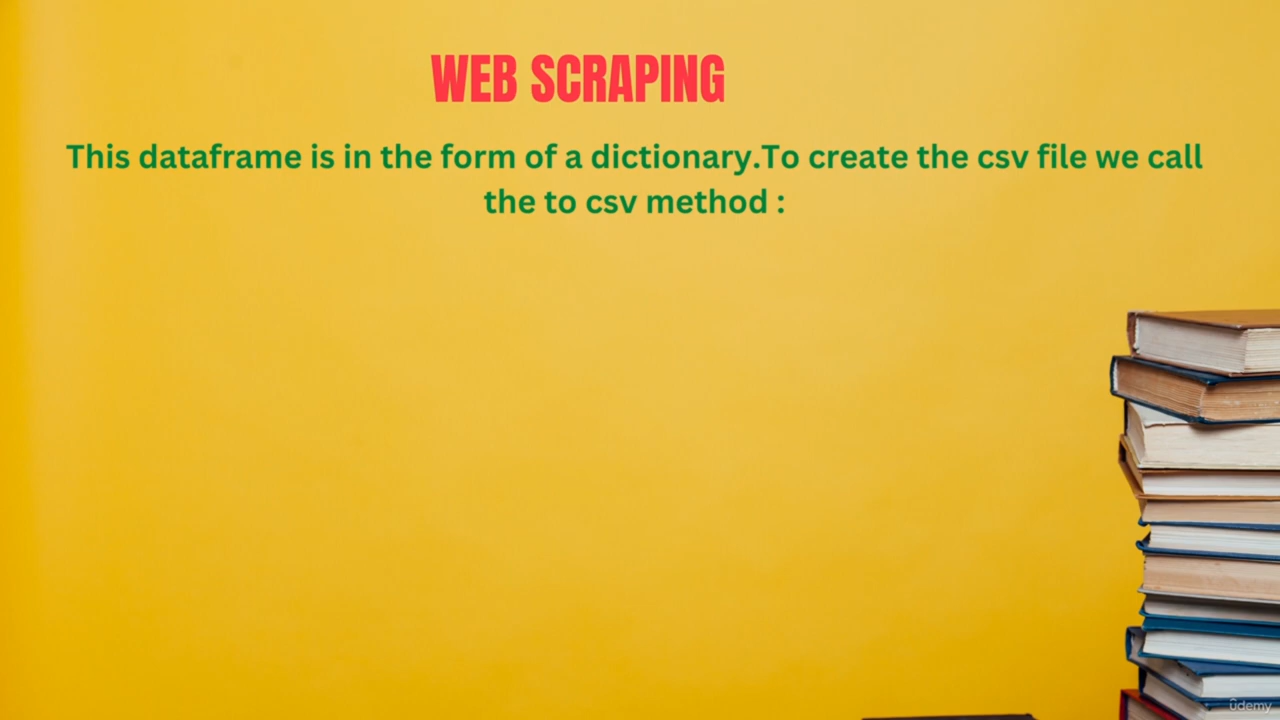 WEB SCRAPING
This dataframe is in the form of a dictionary.To create the csv file we call
the to csv method :
udemy